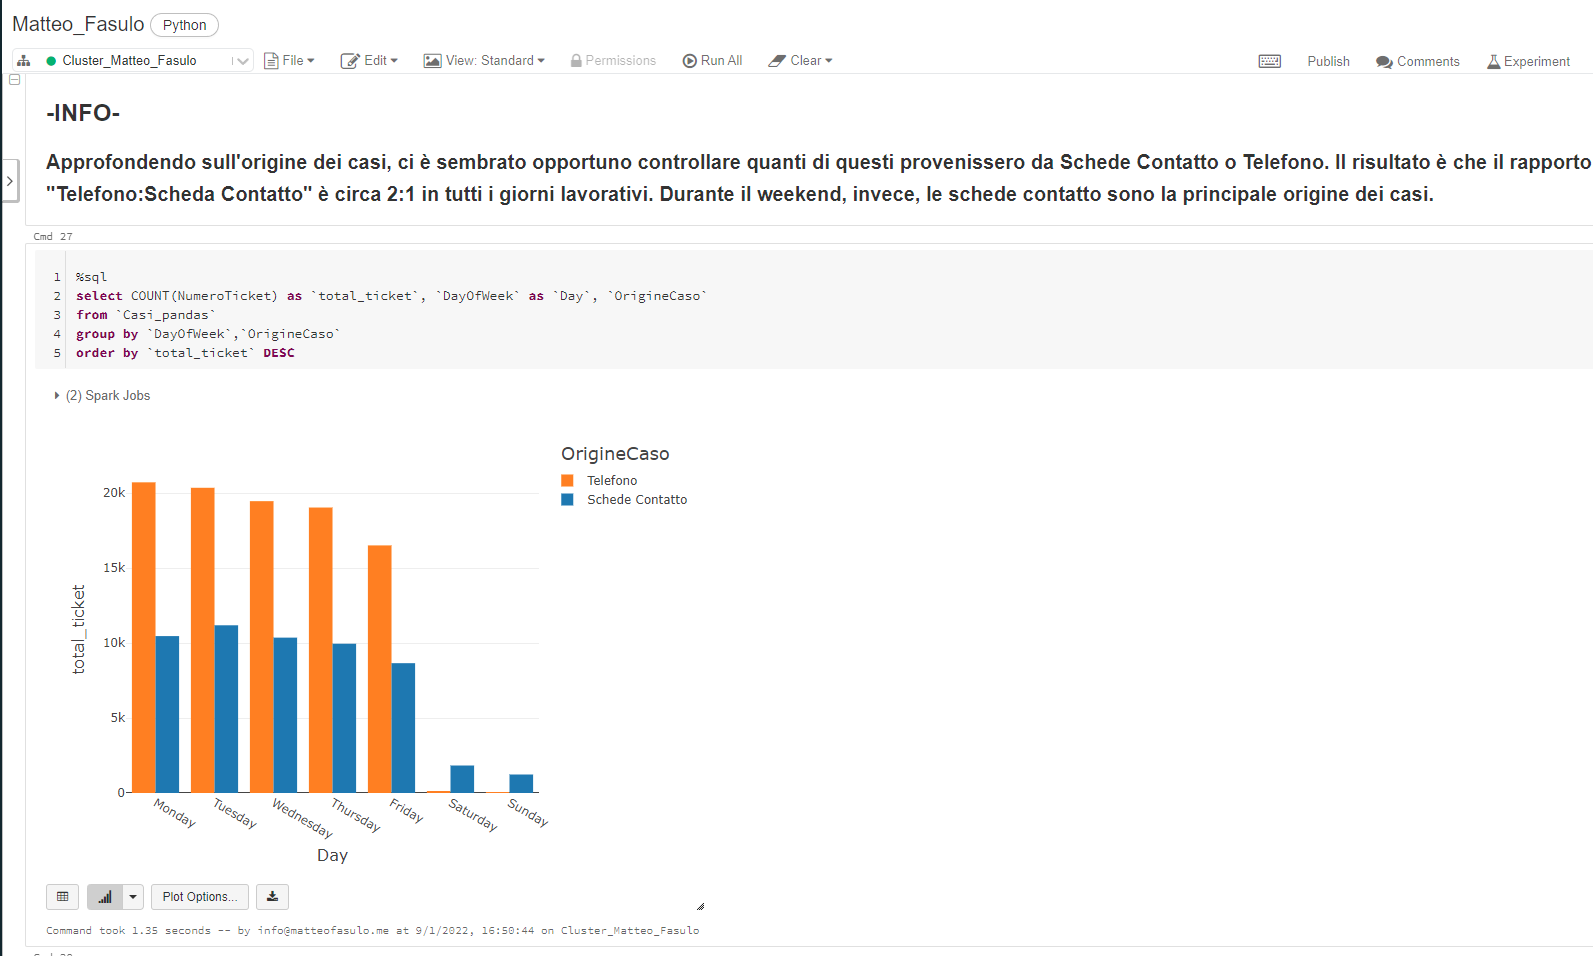 Matteo_Fasulo Python
Cluster_Matteo_Fasulo File Edit View: Standard Permissions Run All Clear Publish Comments Experiment
-INFO-
Approfondendo sull'origine dei casi, ci è sembrato opportuno controllare quanti di questi provenissero da Schede Contatto o Telefono. Il risultato è che il rapporto
"Telefono:Scheda Contatto" è circa 2:1 in tutti i giorni lavorativi. Durante il weekend, invece, le schede contatto sono la principale origine dei casi.
Cmd 27
1 %sql
2 select COUNT(NumeroTicket) as `total_ticket`, `DayOfWeek` as `Day`, `OrigineCaso`
3 from `Casi_pandas`
4 group by `DayOfWeek`,`OrigineCaso`
5 order by `total_ticket` DESC
(2) Spark Jobs
OrigineCaso
Telefono
Schede Contatto
20k
15k
10k
5k
0
total_ticket
Monday Tuesday Wednesday Thursday Friday Saturday Sunday
Day
Plot Options...
Command took 1.35 seconds -- by info@matteofasulo.me at 9/1/2022, 16:50:44 on Cluster_Matteo_Fasulo